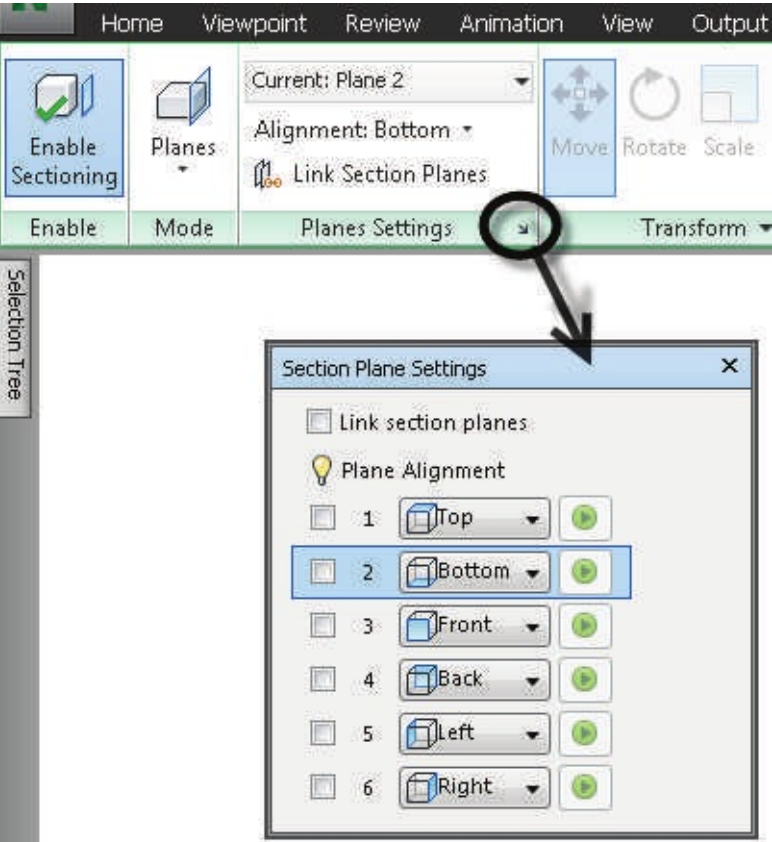 N
Home Viewpoint Review Animation View Output
Current: Plane 2
Alignment: Bottom
Link Section Planes
Enable
Sectioning
Planes
Move Rotate Scale
Enable Mode Planes Settings Transform
Selection Tree
Section Plane Settings
Link section planes
Plane Alignment
1 Top
2 Bottom
3 Front
4 Back
5 Left
6 Right